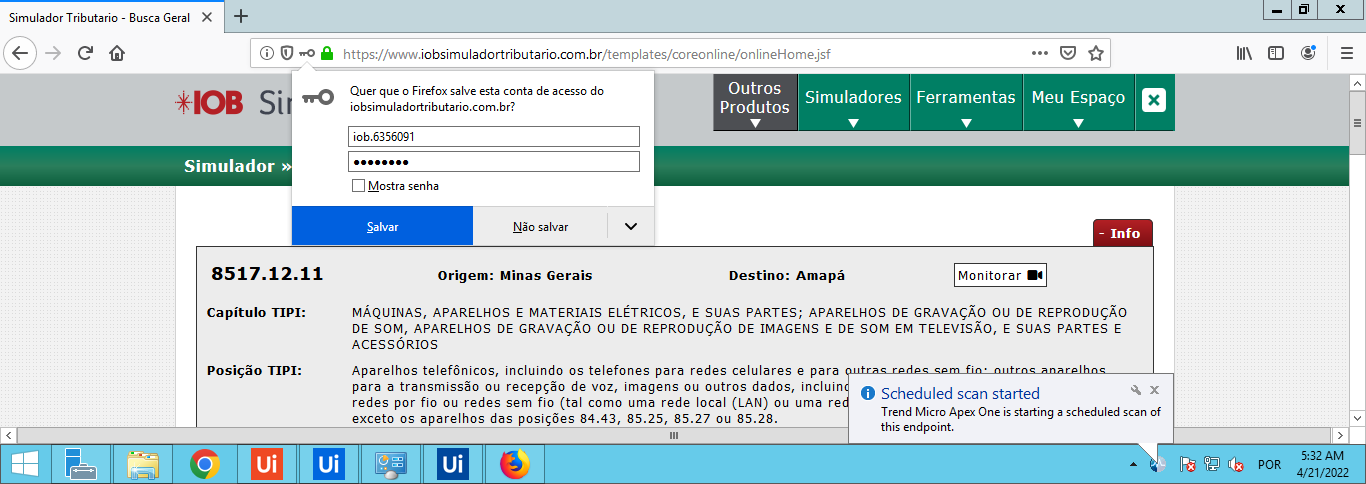 Simulador Tributario - Busca Geral
https://www.iobsimuladortributario.com.br/templates/coreonline/onlineHome.jsf
IOB Si
Quer que o Firefox salve esta conta de acesso do
iobsimuladortributario.com.br?
iob.6356091
●●●●●●●●
Mostra senha
Salvar
Não salvar
Outros
Produtos
Simuladores
Ferramentas
Meu Espaço
Simulador »
- Info
8517.12.11
Origem: Minas Gerais
Destino: Amapá
Monitorar
Capítulo TIPI:
MÁQUINAS, APARELHOS E MATERIAIS ELÉTRICOS, E SUAS PARTES; APARELHOS DE GRAVAÇÃO OU DE REPRODUÇÃO
DE SOM, APARELHOS DE GRAVAÇÃO OU DE REPRODUÇÃO DE IMAGENS E DE SOM EM TELEVISÃO, E SUAS PARTES E
ACESSÓRIOS
Posição TIPI:
Aparelhos telefônicos, incluindo os telefones para redes celulares e para outras redes sem fio; outros aparelhos
para a transmissão ou recepção de voz, imagens ou outros dados, incluind
redes por fio ou redes sem fio (tal como uma rede local (LAN) ou uma red
exceto os aparelhos das posições 84.43, 85.25, 85.27 ou 85.28.
Scheduled scan started
Trend Micro Apex One is starting a scheduled scan of
this endpoint.
Ui
Ui
Ui
POR
5:32 AM
4/21/2022